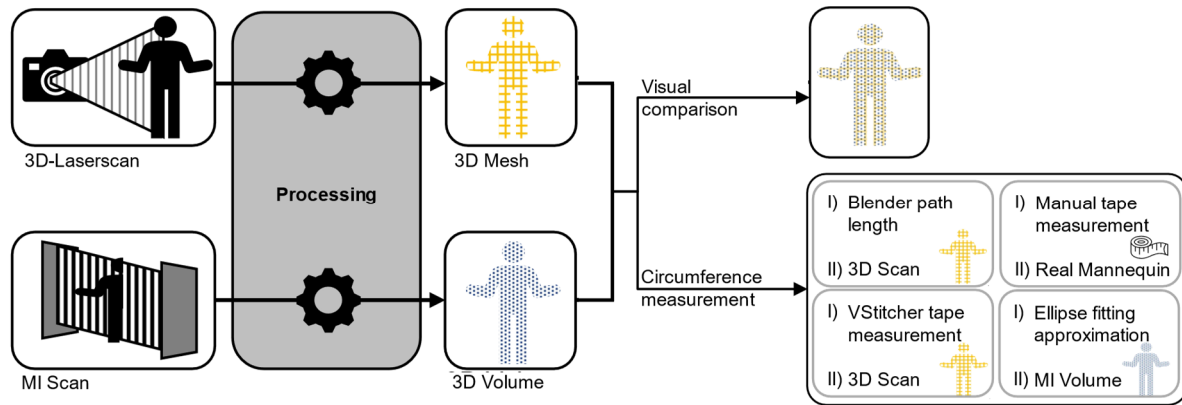 3D-Laserscan
Processing
3D Mesh
MI Scan
3D Volume
Visual
comparison
Circumference
measurement
I) Blender path
length
II) 3D Scan
I) Manual tape
measurement
II) Real Mannequin
I) VStitcher tape
measurement
II) 3D Scan
I) Ellipse fitting
approximation
II) MI Volume